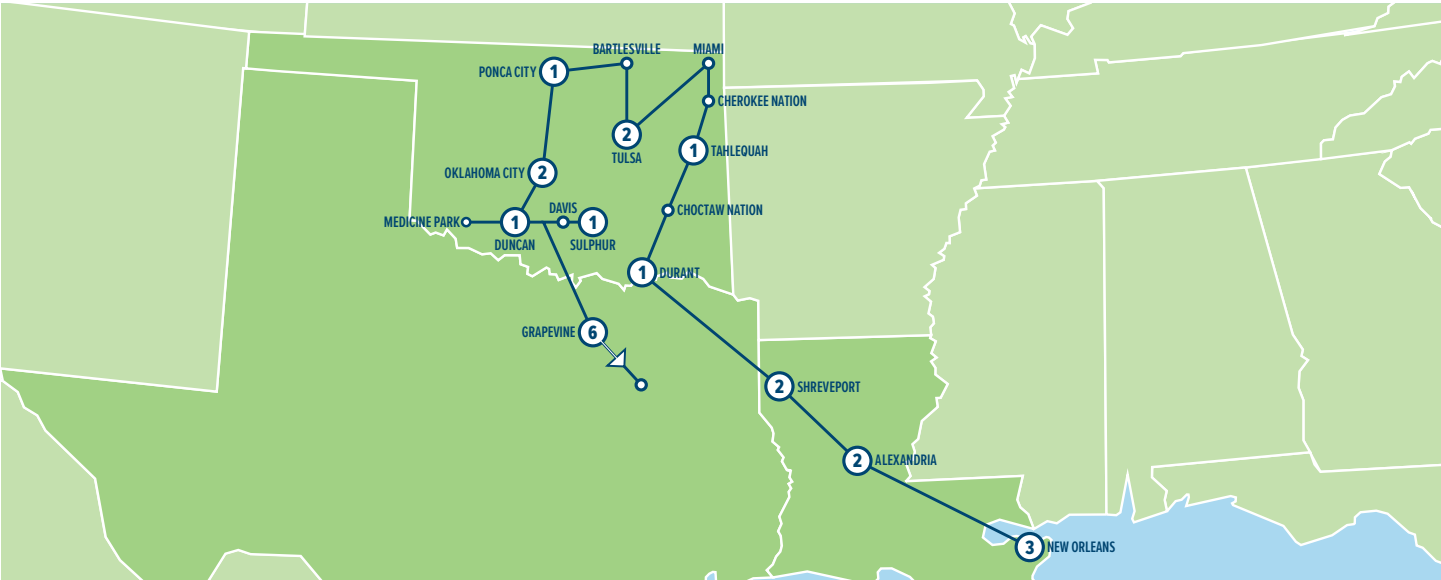 BARTLESVILLE
MIAMI
PONCA CITY
1
CHEROKEE NATION
2
TULSA
1
TAHLEQUAH
OKLAHOMA CITY
2
DAVIS
CHOCTAW NATION
MEDICINE PARK
1
1
DUNCAN
SULPHUR
1
DURANT
GRAPEVINE
6
2
SHREVEPORT
2
ALEXANDRIA
3
NEW ORLEANS